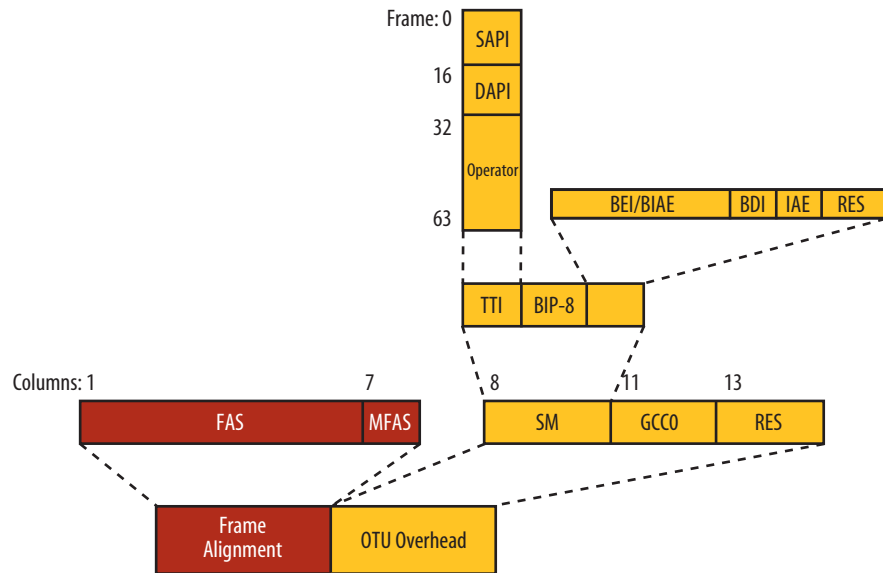 Frame: 0
SAPI
16
DAPI
32
Operator
63
BEI/BIAE BDI IAE RES
TTI BIP-8
Columns: 1 7 8 11 13
FAS MFAS SM GCC0 RES
Frame
Alignment
OTU Overhead